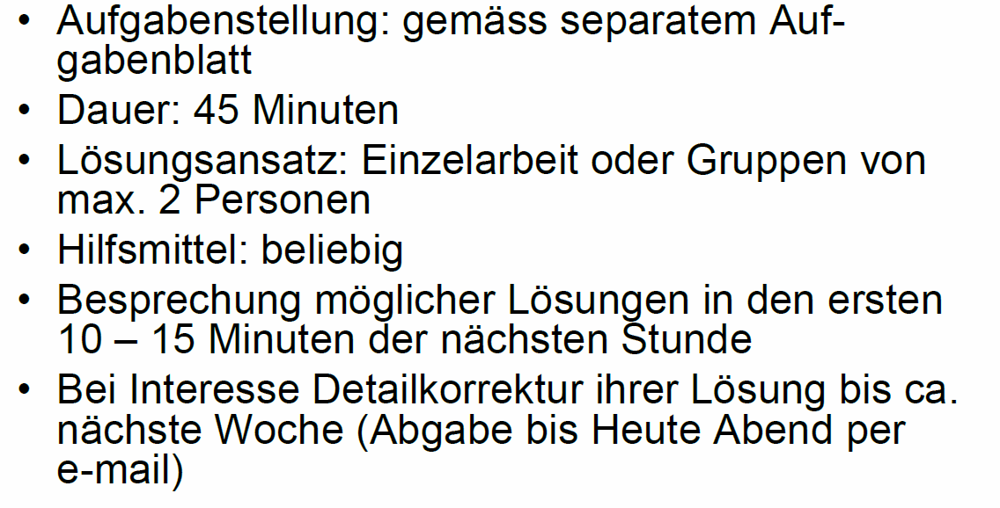 • Aufgabenstellung: gemäss separatem Auf-
gabenblatt
• Dauer: 45 Minuten
• Lösungsansatz: Einzelarbeit oder Gruppen von
max. 2 Personen
• Hilfsmittel: beliebig
• Besprechung möglicher Lösungen in den ersten
10 – 15 Minuten der nächsten Stunde
• Bei Interesse Detailkorrektur ihrer Lösung bis ca.
nächste Woche (Abgabe bis Heute Abend per
e-mail)